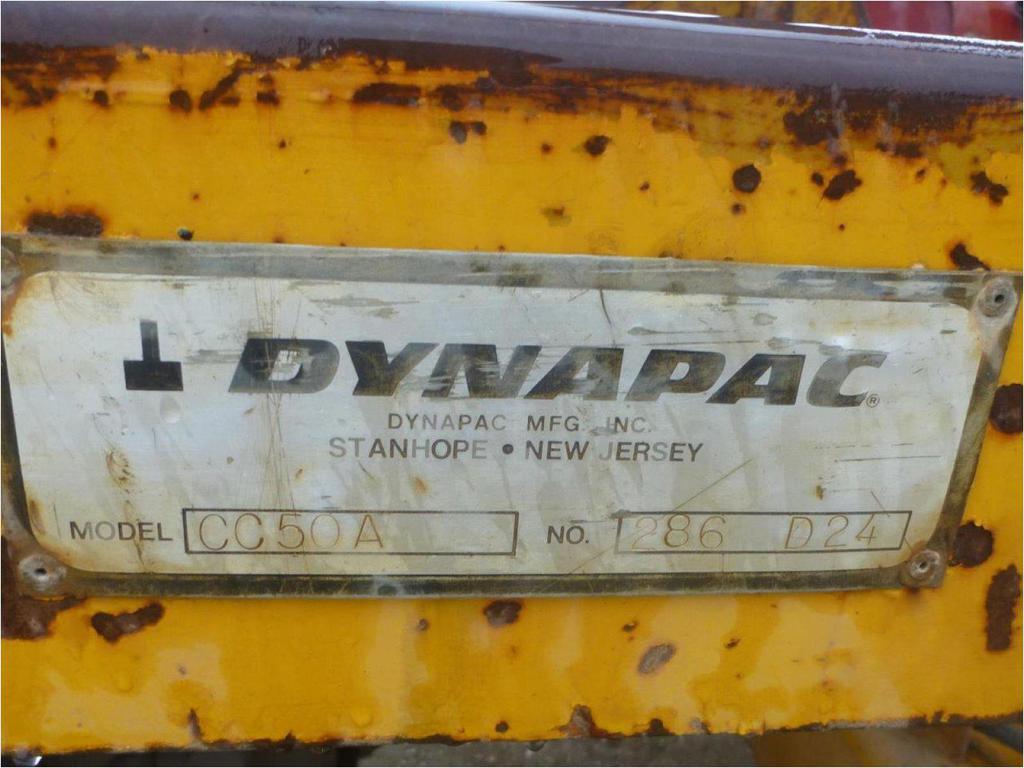 DYNAPAC®
DYNAPAC MFG. INC.
STANHOPE • NEW JERSEY
MODEL CC50A NO. 286 D24